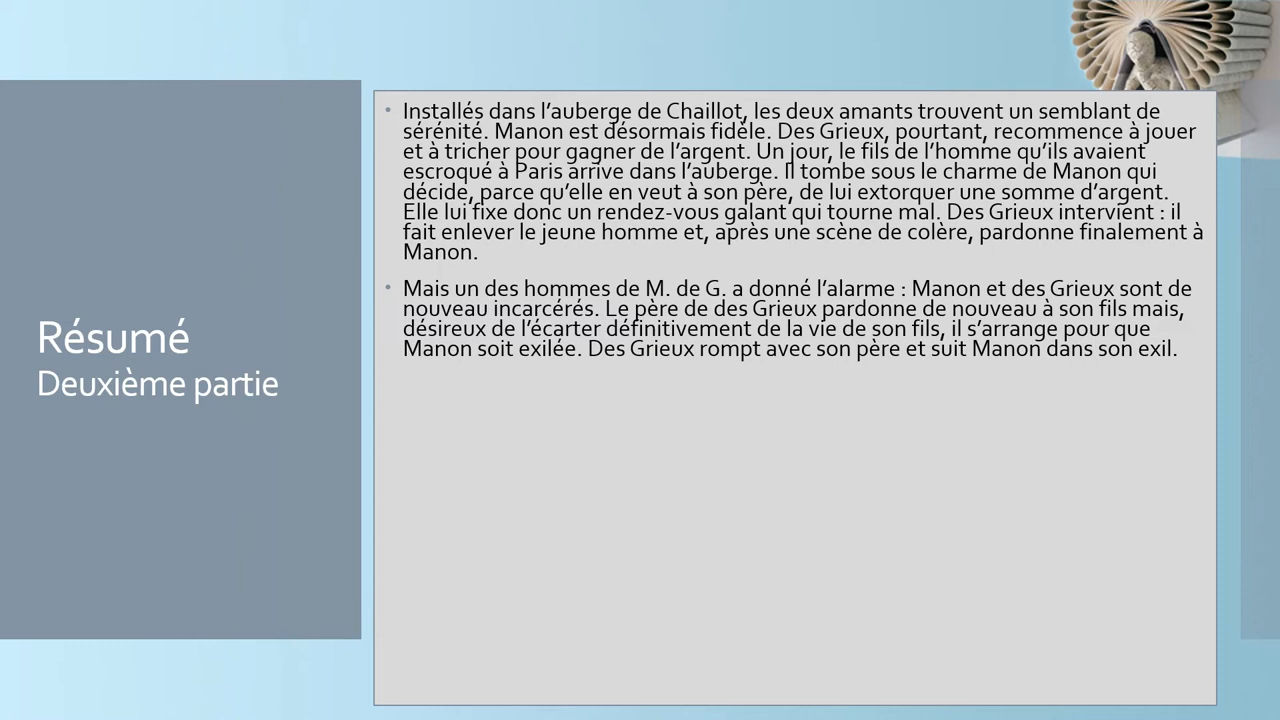 Résumé
Deuxième partie
• Installés dans l’auberge de Chaillot, les deux amants trouvent un semblant de
sérénité. Manon est désormais fidèle. Des Grieux, pourtant, recommence à jouer
et à tricher pour gagner de l’argent. Un jour, le fils de l’homme qu’ils avaient
escroqué à Paris arrive dans l’auberge. Il tombe sous le charme de Manon qui
décide, parce qu’elle en veut à son père, de lui extorquer une somme d’argent.
Elle lui fixe donc un rendez-vous galant qui tourne mal. Des Grieux intervient : il
fait enlever le jeune homme et, après une scène de colère, pardonne finalement à
Manon.
• Mais un des hommes de M. de G. a donné l’alarme : Manon et des Grieux sont de
nouveau incarcérés. Le père de des Grieux pardonne de nouveau à son fils mais,
désireux de l’écarter définitivement de la vie de son fils, il s’arrange pour que
Manon soit exilée. Des Grieux rompt avec son père et suit Manon dans son exil.